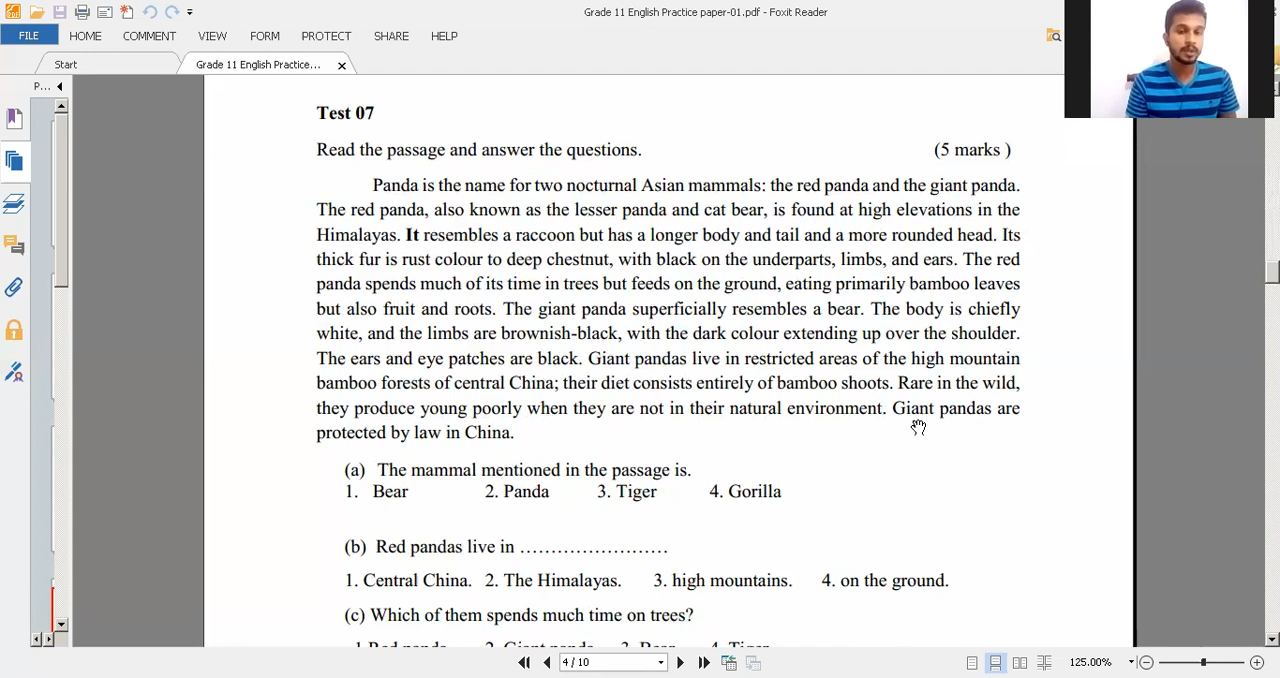 Grade 11 English Practice paper-01.pdf - Foxit Reader
FILE HOME COMMENT VIEW FORM PROTECT SHARE HELP
Start Grade 11 English Practice...
P...
Test 07
Read the passage and answer the questions. (5 marks )
Panda is the name for two nocturnal Asian mammals: the red panda and the giant panda.
The red panda, also known as the lesser panda and cat bear, is found at high elevations in the
Himalayas. It resembles a raccoon but has a longer body and tail and a more rounded head. Its
thick fur is rust colour to deep chestnut, with black on the underparts, limbs, and ears. The red
panda spends much of its time in trees but feeds on the ground, eating primarily bamboo leaves
but also fruit and roots. The giant panda superficially resembles a bear. The body is chiefly
white, and the limbs are brownish-black, with the dark colour extending up over the shoulder.
The ears and eye patches are black. Giant pandas live in restricted areas of the high mountain
bamboo forests of central China; their diet consists entirely of bamboo shoots. Rare in the wild,
they produce young poorly when they are not in their natural environment. Giant pandas are
protected by law in China.
(a) The mammal mentioned in the passage is.
1. Bear 2. Panda 3. Tiger 4. Gorilla
(b) Red pandas live in ……………………
1. Central China. 2. The Himalayas. 3. high mountains. 4. on the ground.
(c) Which of them spends much time on trees?
1.Red panda 2. Giant panda 3. Bear 4. Tiger
4 / 10 125.00%